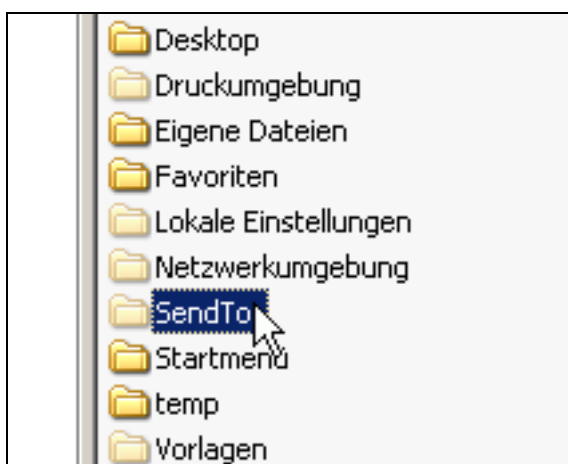 Desktop
Druckumgebung
Eigene Dateien
Favoriten
Lokale Einstellungen
Netzwerkumgebung
SendTo
Startmenü
temp
Vorlagen